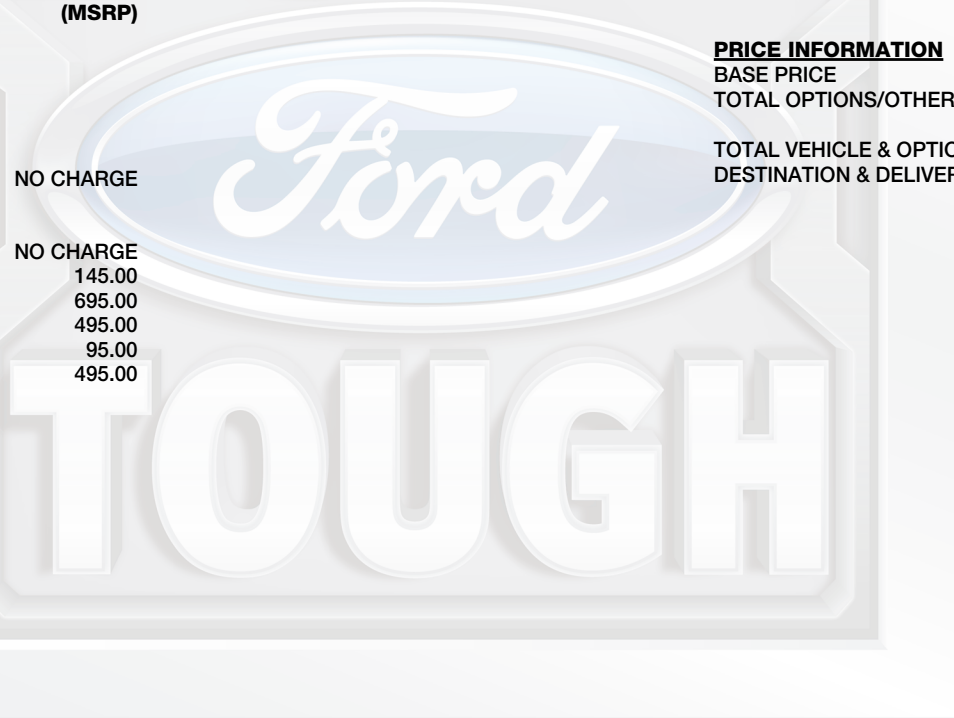 (MSRP)
NO CHARGE
NO CHARGE
145.00
695.00
495.00
95.00
495.00
PRICE INFORMATION
BASE PRICE
TOTAL OPTIONS/OTHER
TOTAL VEHICLE & OPTIO
DESTINATION & DELIVER
Ford
TOUGH